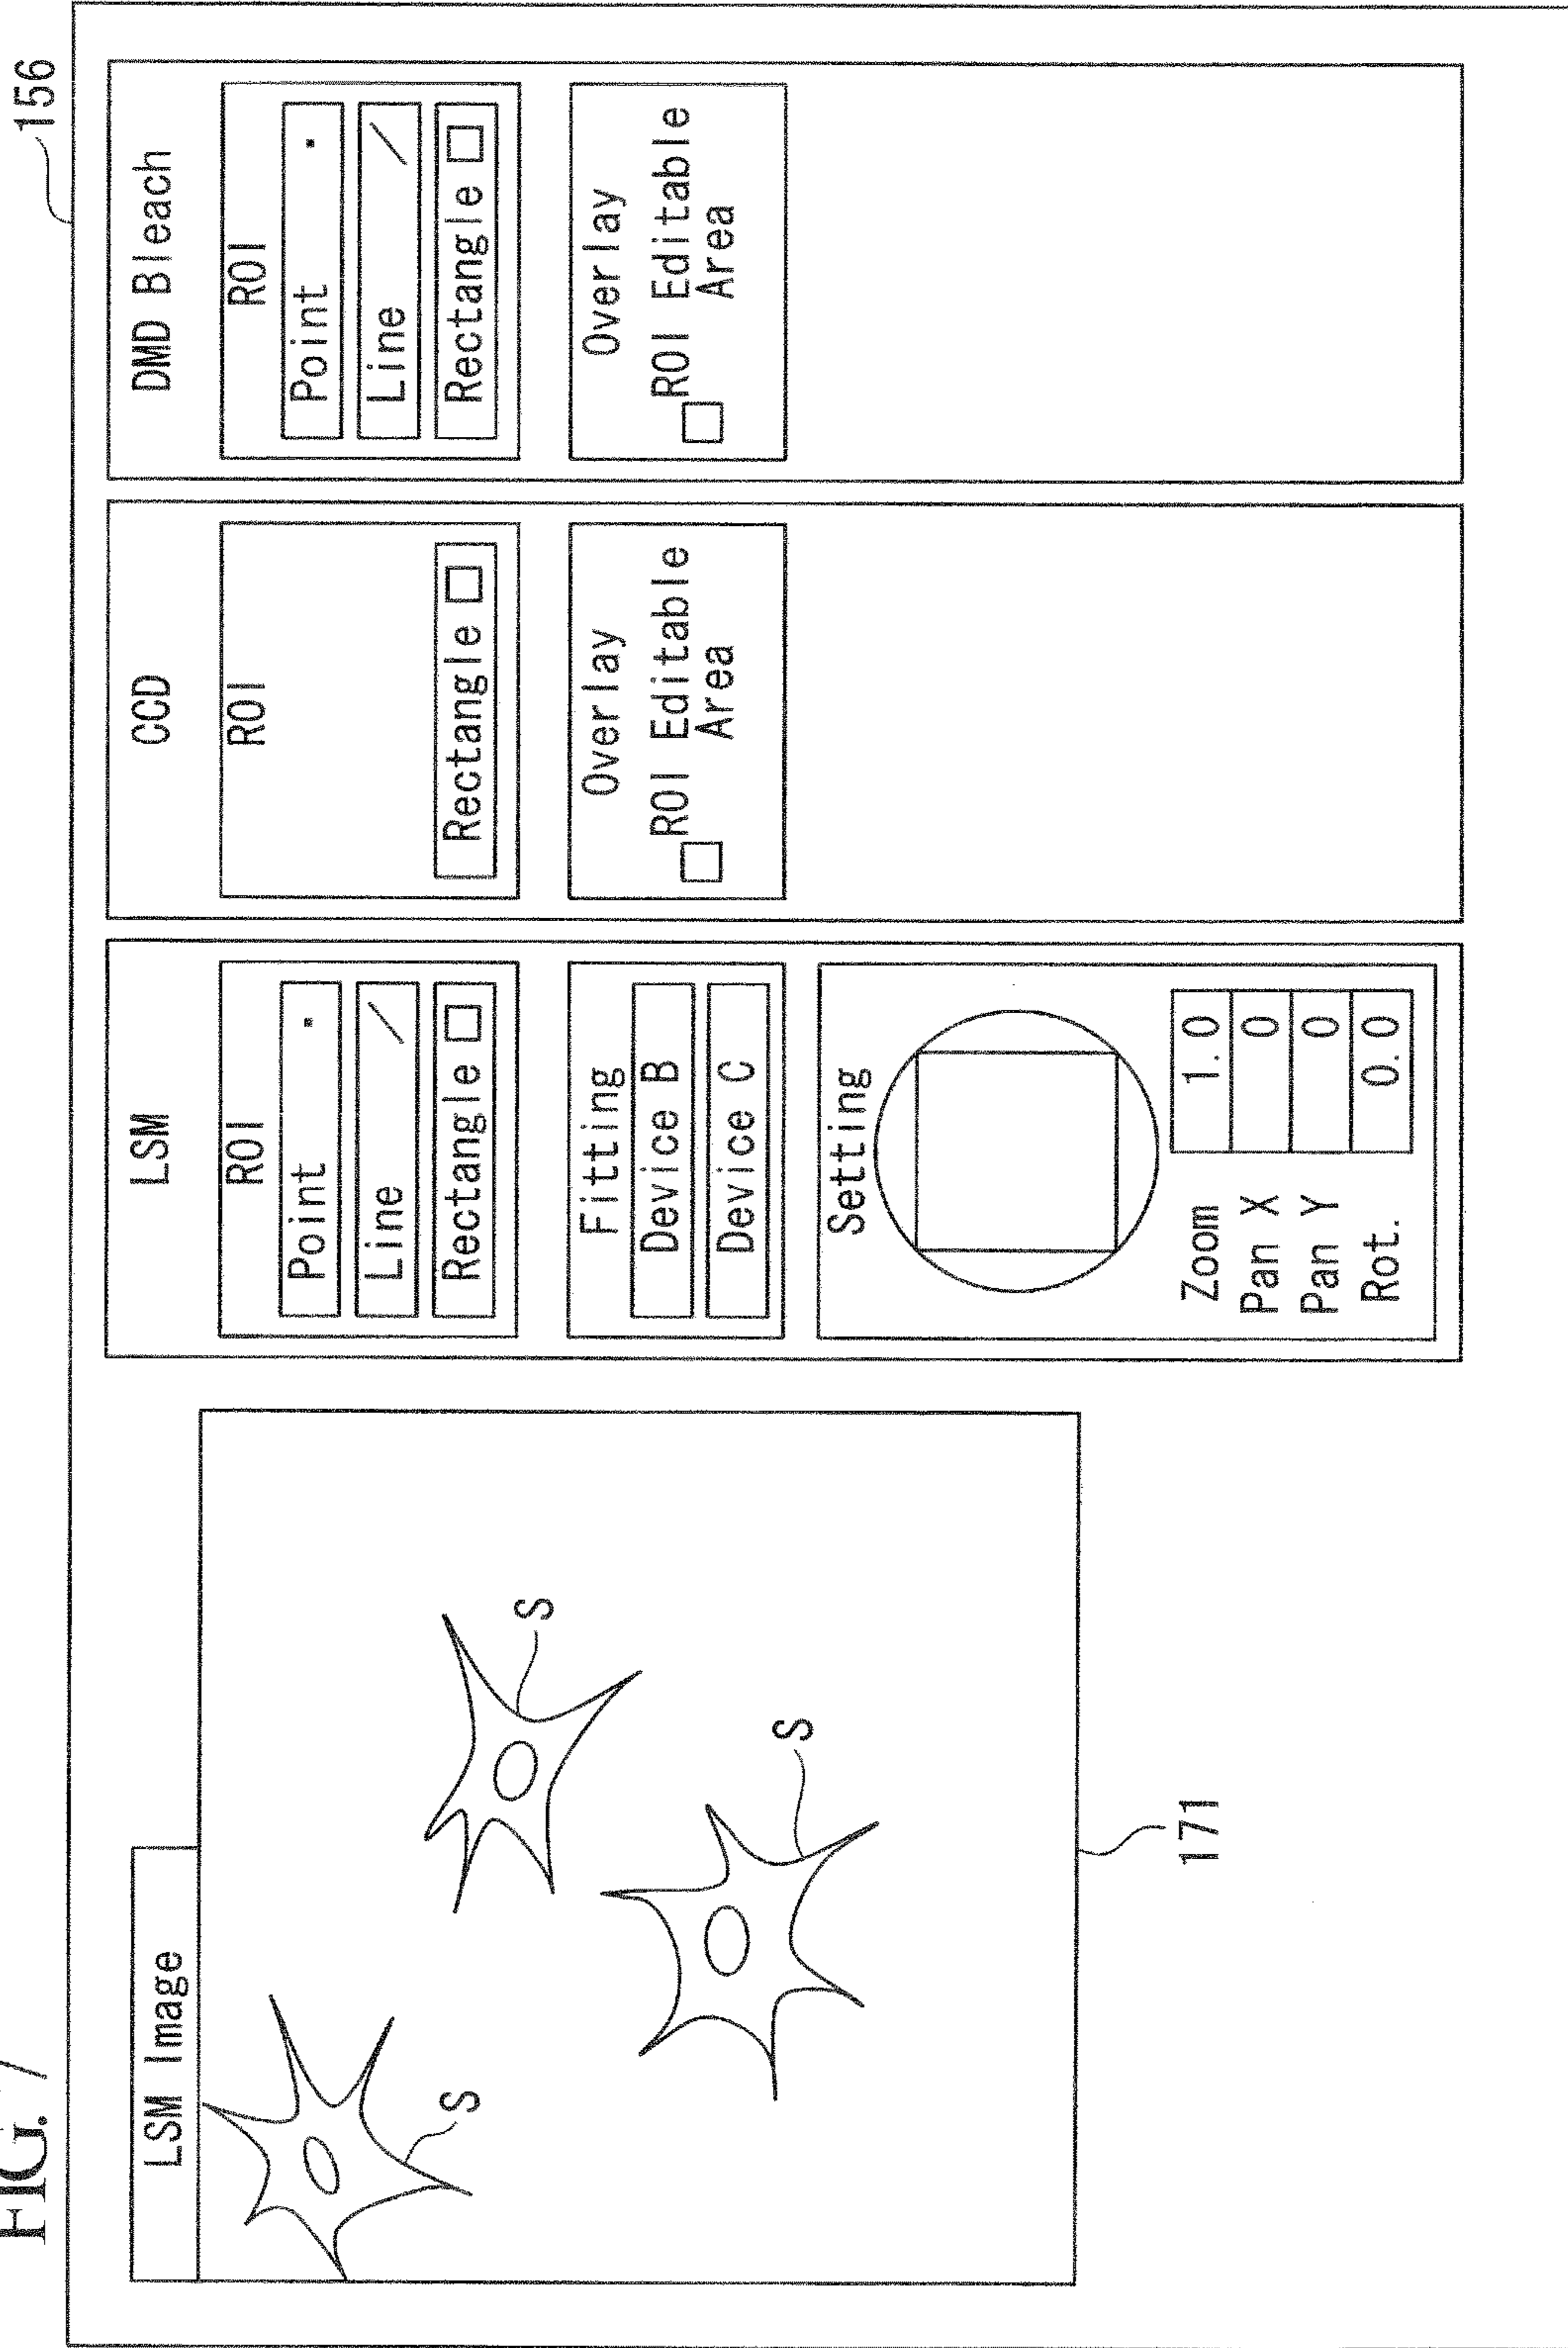 FIG. 7
156
LSM Image
S
S
S
171
LSM
ROI
Point
Line
Rectangle
Fitting
Device B
Device C
Setting
Zoom 1.0
Pan X 0
Pan Y 0
Rot. 0.0
CCD
ROI
Rectangle
Overlay
ROI Editable
Area
DMD Bleach
ROI
Point
Line
Rectangle
Overlay
ROI Editable
Area